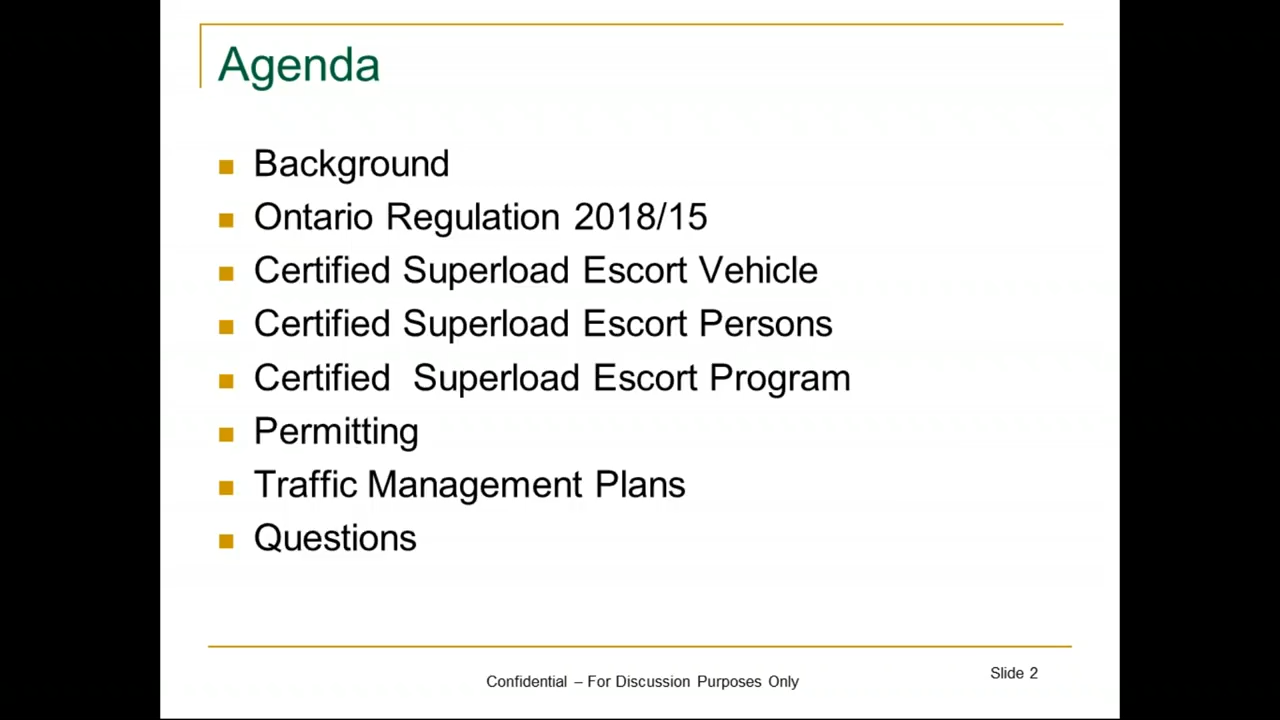 Agenda
Background
Ontario Regulation 2018/15
Certified Superload Escort Vehicle
Certified Superload Escort Persons
Certified  Superload Escort Program
Permitting
Traffic Management Plans
Questions
Confidential – For Discussion Purposes Only
Slide 2